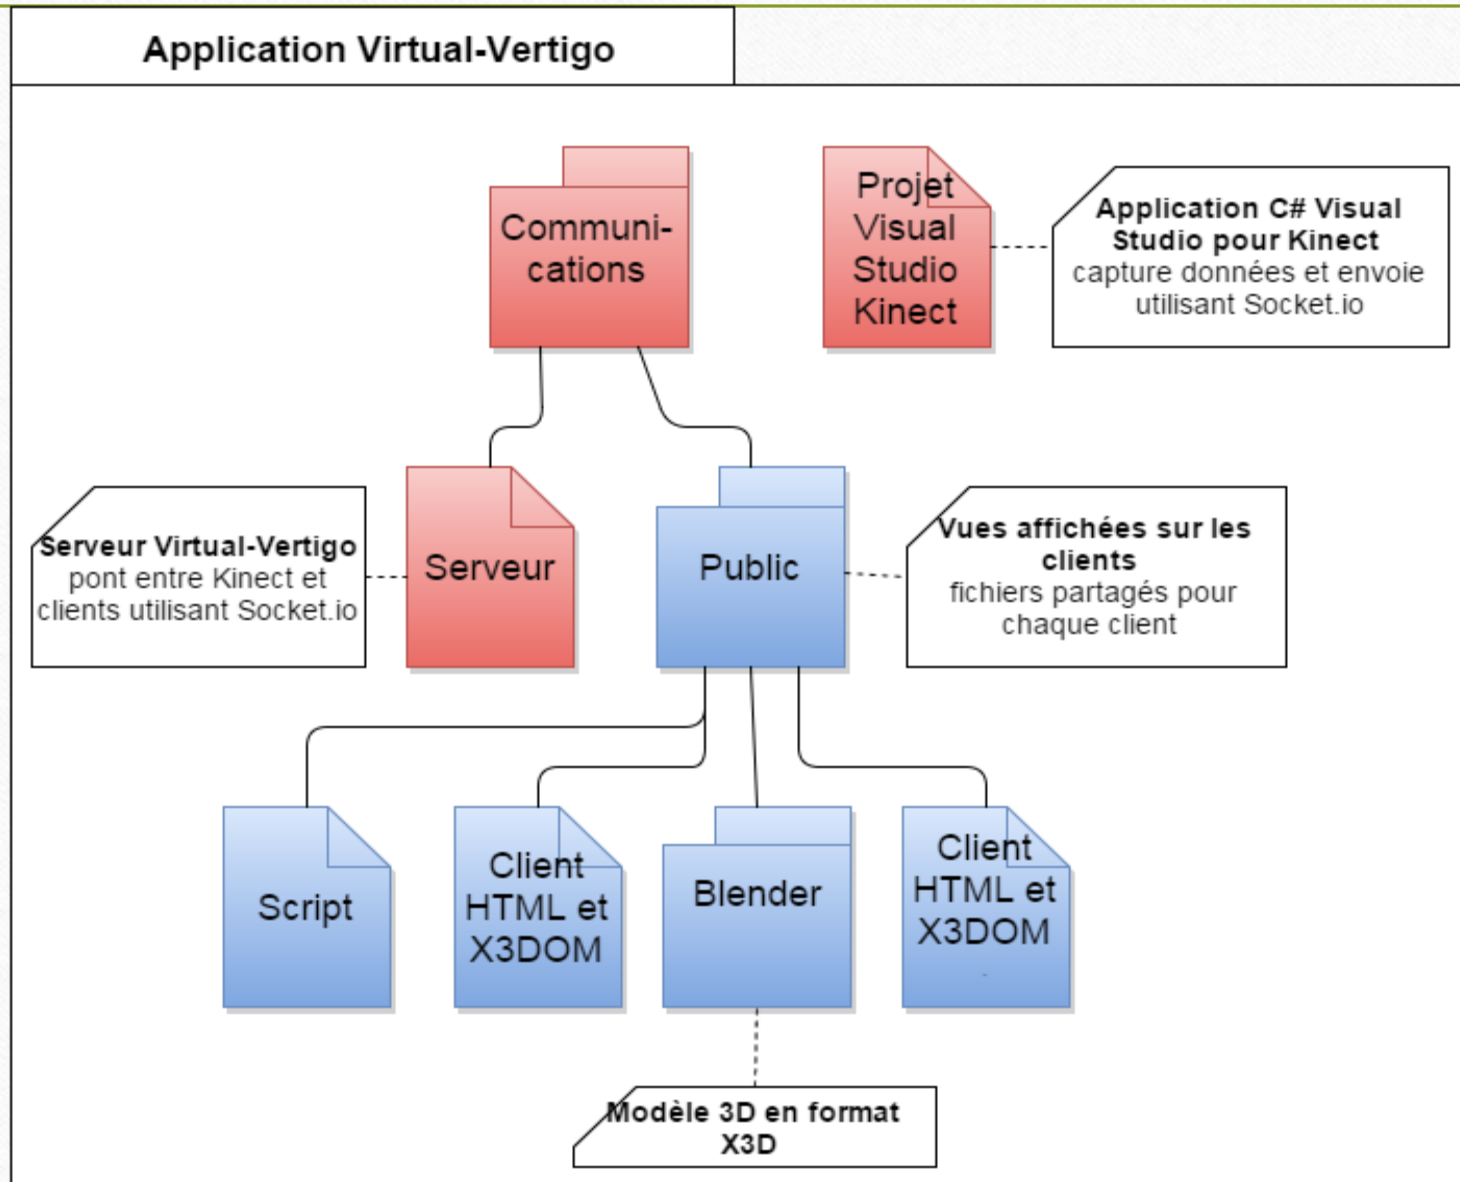 Application Virtual-Vertigo
Communi-
cations
Projet
Visual
Studio
Kinect
Application C# Visual
Studio pour Kinect
capture données et envoie
utilisant Socket.io
Serveur Virtual-Vertigo
pont entre Kinect et
clients utilisant Socket.io
Serveur
Public
Vues affichées sur les
clients
fichiers partagés pour
chaque client
Script
Client
HTML et
X3DOM
Blender
Client
HTML et
X3DOM
.
Modèle 3D en format
X3D